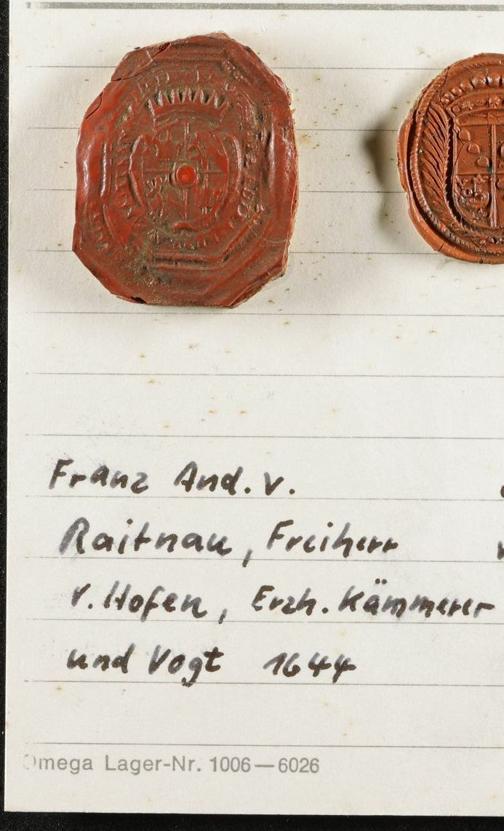 Franz And. v.
Raitnau, Freiherr
v. Hofen, Erzh. Kämmerer
und Vogt 1644
Omega Lager-Nr. 1006—6026